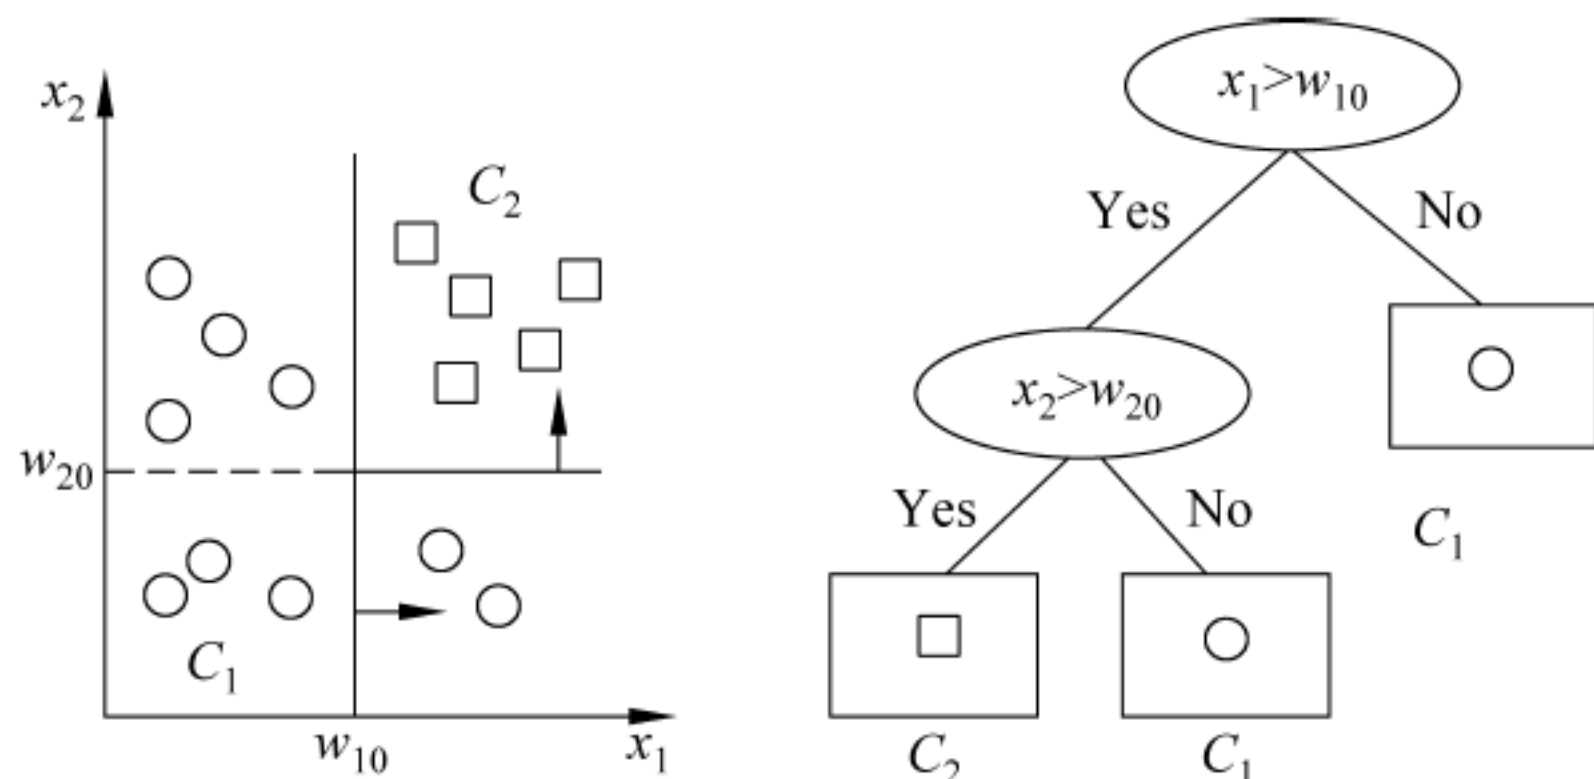 x₂
C₂
w₂₀
C₁
w₁₀
x₁
x₁>w₁₀
Yes
No
x₂>w₂₀
C₁
Yes
No
C₂
C₁